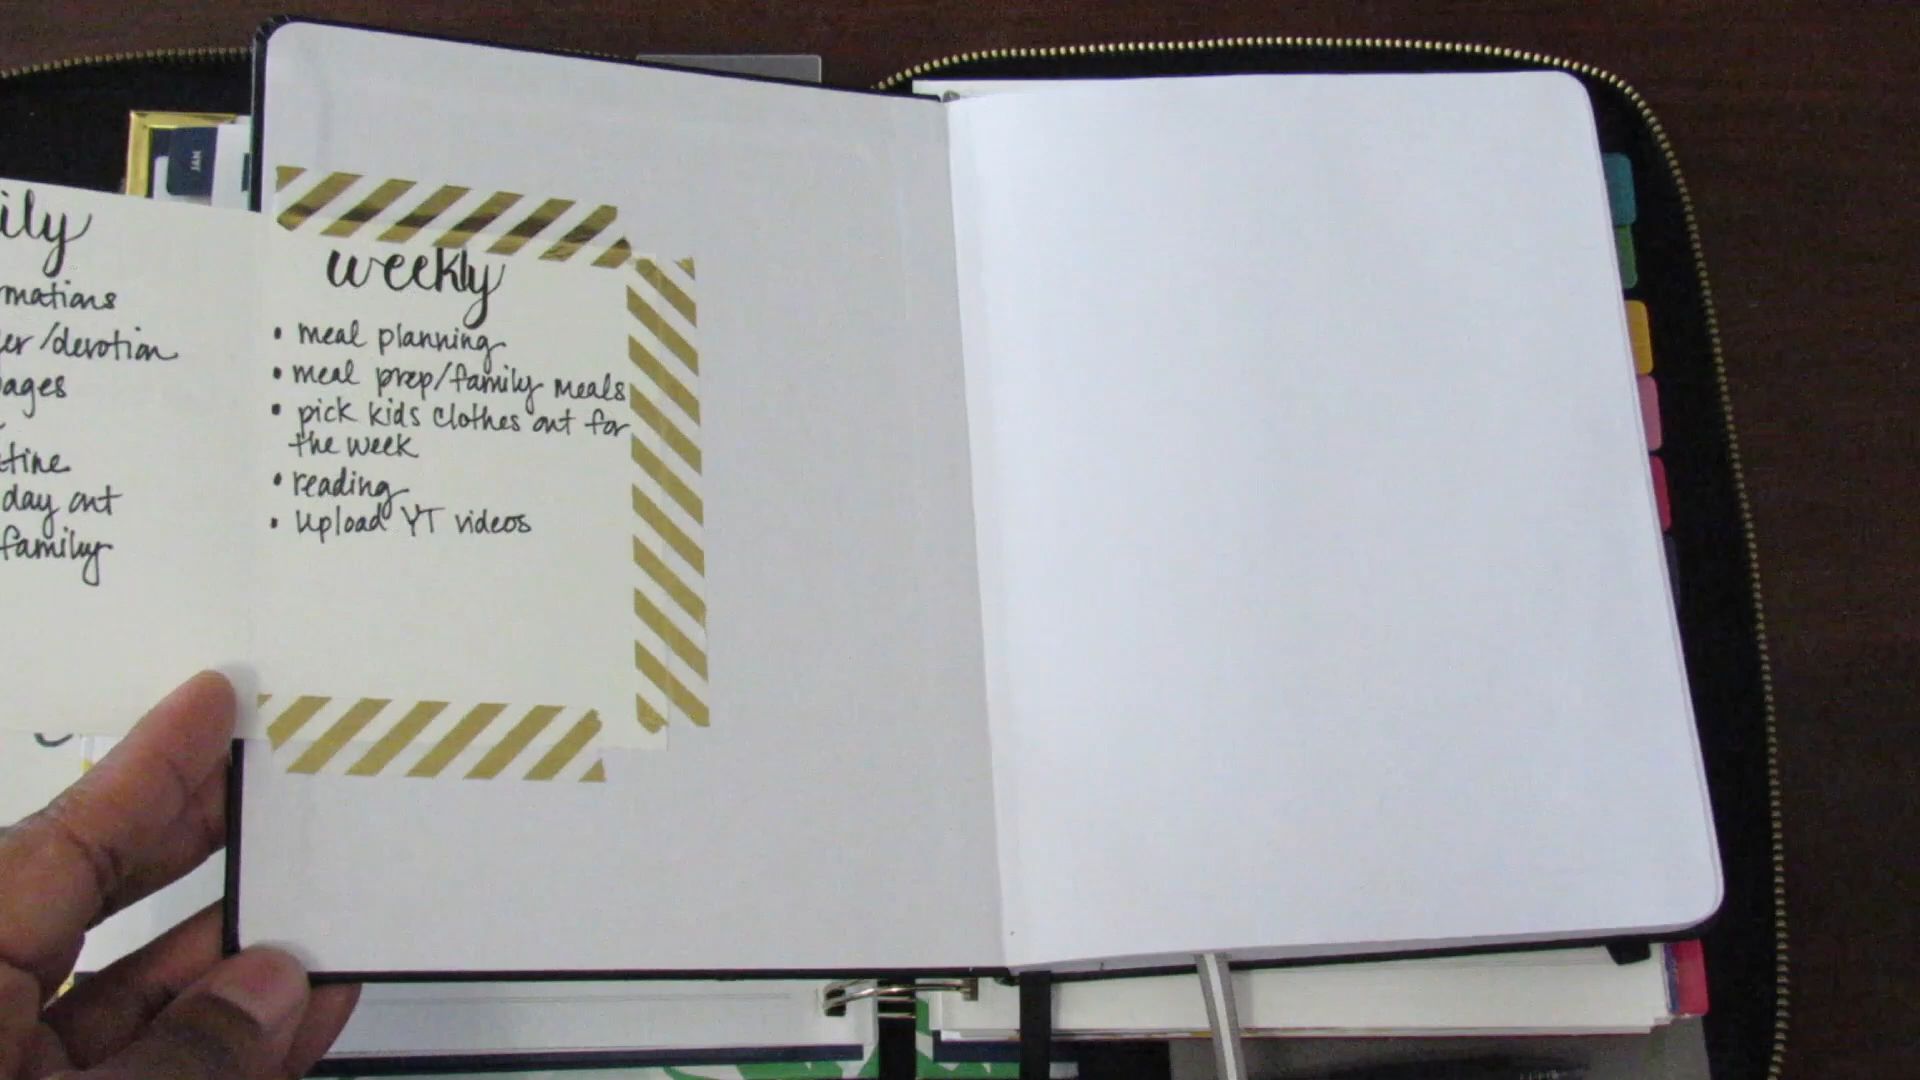 JAN
ily
mations
er/devotion
ages
tine
day out
family
weekly
• meal planning
• meal prep/family meals
• pick kids clothes out for
the week
• reading
• upload YT videos